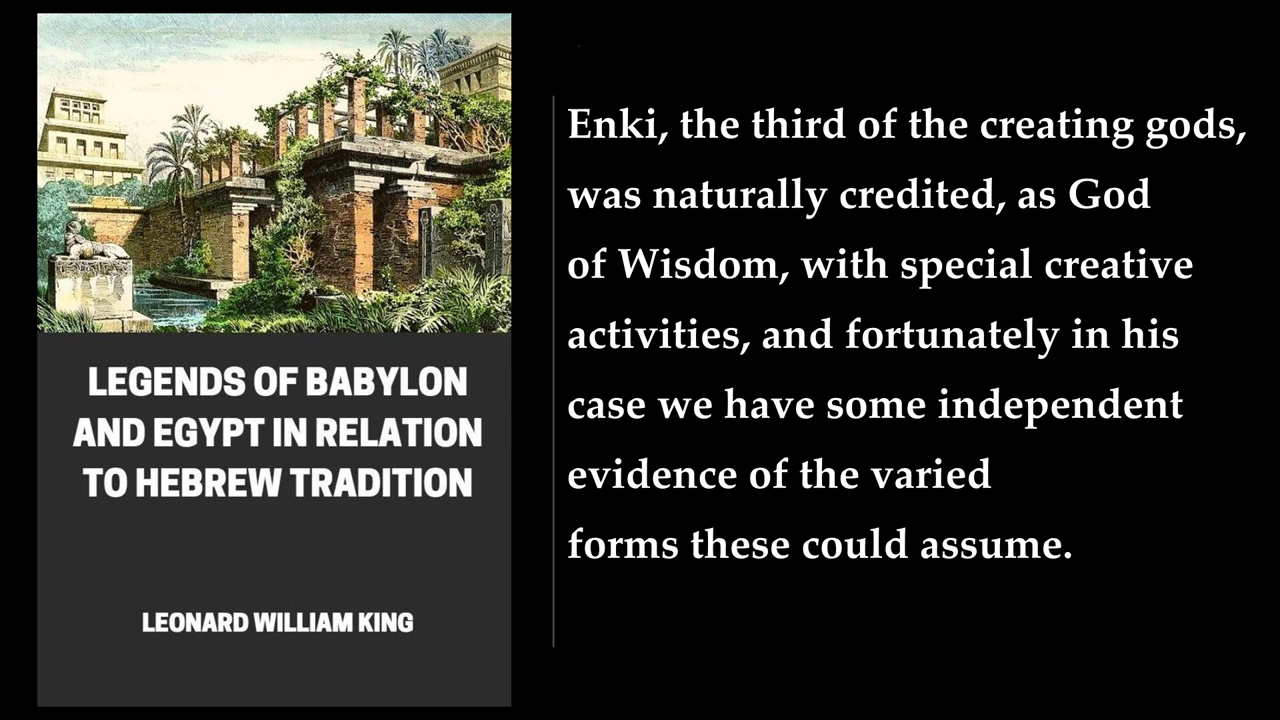 LEGENDS OF BABYLON
AND EGYPT IN RELATION
TO HEBREW TRADITION
LEONARD WILLIAM KING
Enki, the third of the creating gods,
was naturally credited, as God
of Wisdom, with special creative
activities, and fortunately in his
case we have some independent
evidence of the varied
forms these could assume.